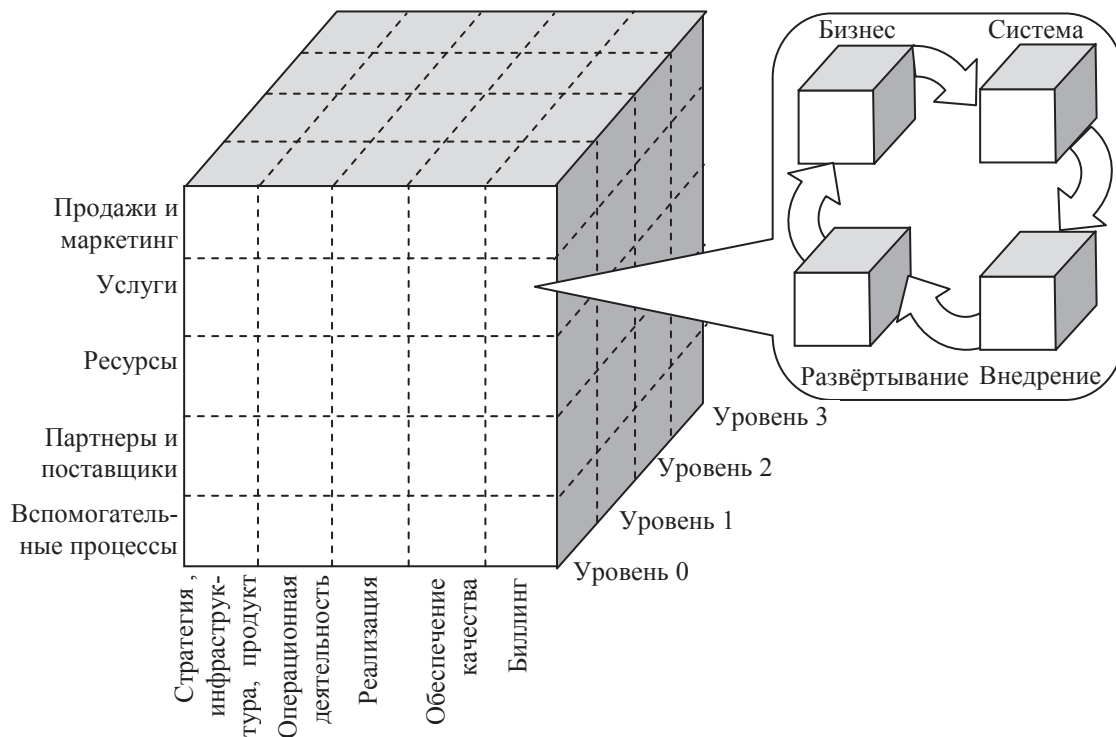 Бизнес
Система
Развёртывание
Внедрение
Продажи и
маркетинг
Услуги
Ресурсы
Партнеры и
поставщики
Вспомогатель-
ные процессы
Уровень 3
Уровень 2
Уровень 1
Уровень 0
Стратегия ,
инфраструк-
тура, продукт
Операционная
деятельность
Реализация
Обеспечение
качества
Биллинг